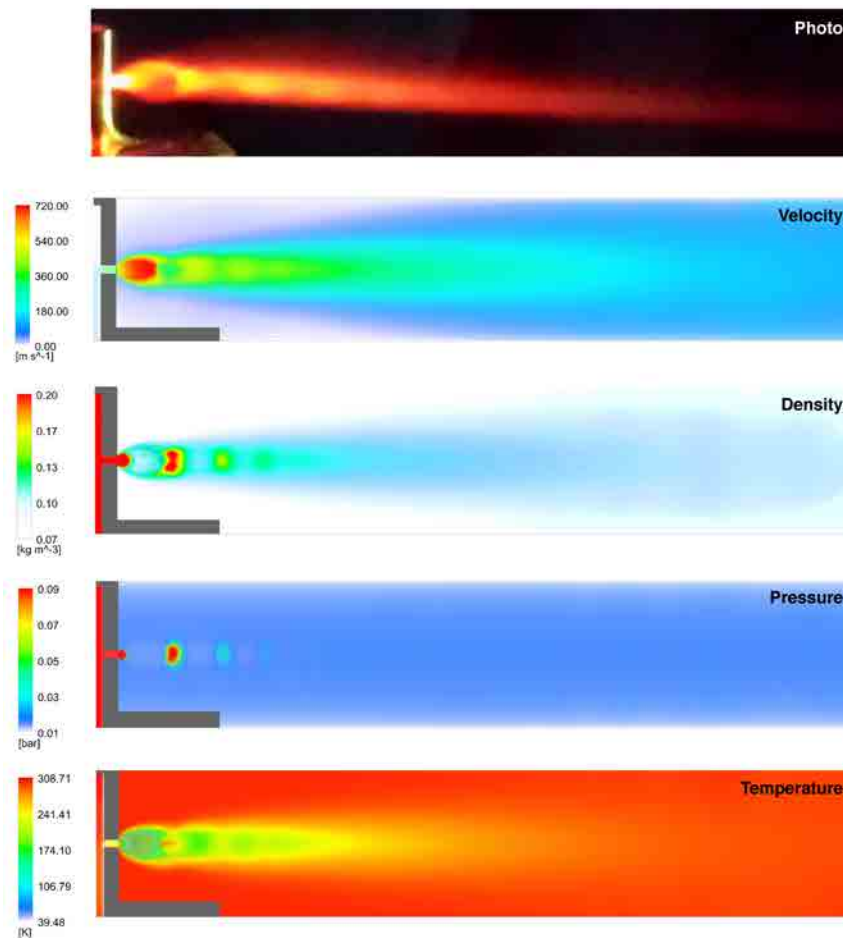 Photo
Velocity
720.00
540.00
360.00
180.00
0.00
[m s^-1]
Density
0.20
0.17
0.13
0.10
0.07
[kg m^-3]
Pressure
0.09
0.07
0.05
0.03
0.01
[bar]
Temperature
308.71
241.41
174.10
106.79
39.48
[K]